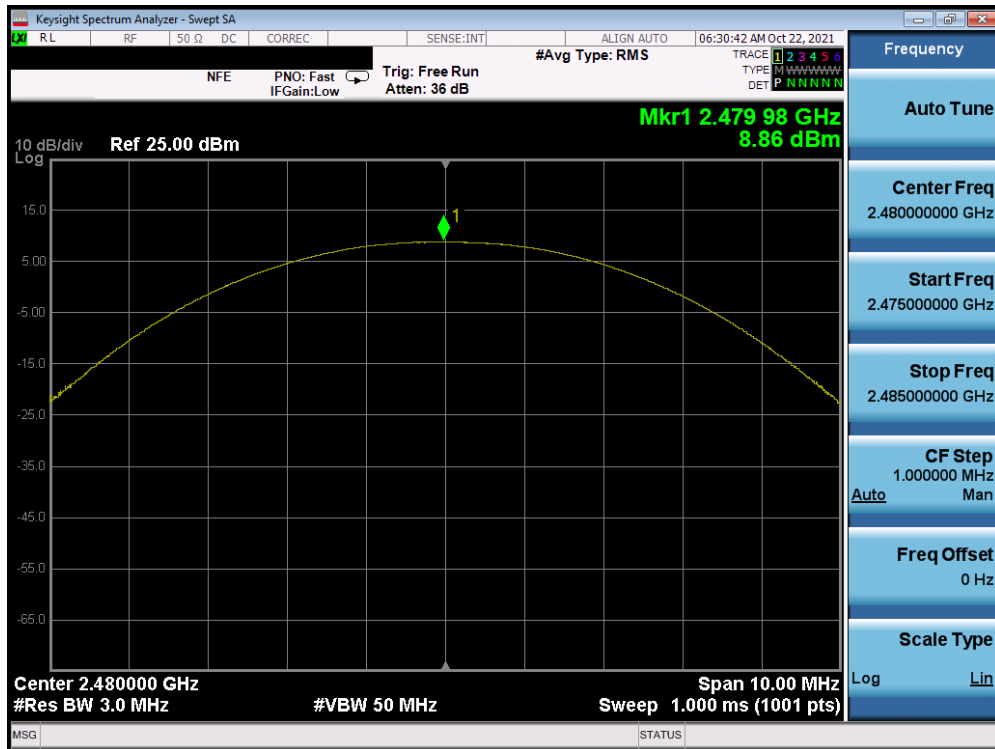 Keysight Spectrum Analyzer - Swept SA
LXI RL RF 50 Ω DC CORREC SENSE:INT ALIGN AUTO 06:30:42 AM Oct 22, 2021
NFE PNO: Fast IFGain:Low
Trig: Free Run
Atten: 36 dB
#Avg Type: RMS
TRACE 1 2 3 4 5 6
TYPE M WWWWW
DET P N N N N N
Mkr1 2.479 98 GHz
8.86 dBm
10 dB/div Ref 25.00 dBm
Log
15.0
1
5.00
-5.00
-15.0
-25.0
-35.0
-45.0
-55.0
-65.0
Center 2.480000 GHz Span 10.00 MHz
#Res BW 3.0 MHz #VBW 50 MHz Sweep 1.000 ms (1001 pts)
MSG STATUS
Frequency
Auto Tune
Center Freq
2.480000000 GHz
Start Freq
2.475000000 GHz
Stop Freq
2.485000000 GHz
CF Step
1.000000 MHz
Auto Man
Freq Offset
0 Hz
Scale Type
Log Lin